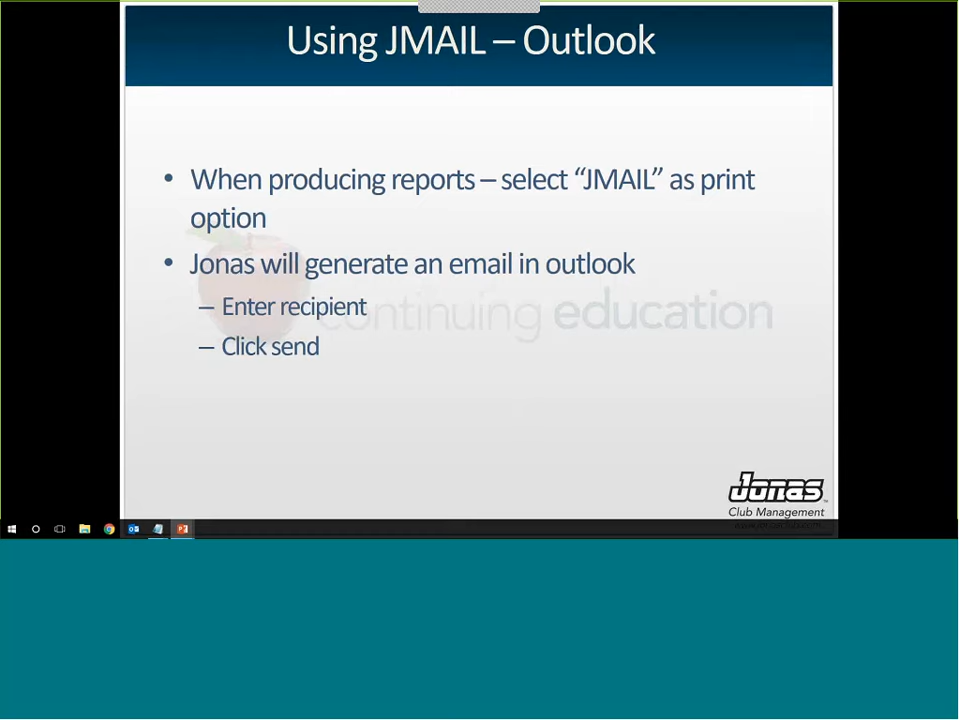 Using JMAIL – Outlook
• When producing reports – select “JMAIL” as print
option
• Jonas will generate an email in outlook
– Enter recipient
– Click send
continuing education
Jonas
Club Management